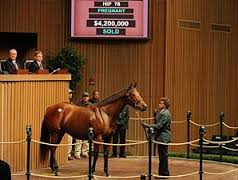 HIP 78
PREGNANT
$4,200,000
SOLD